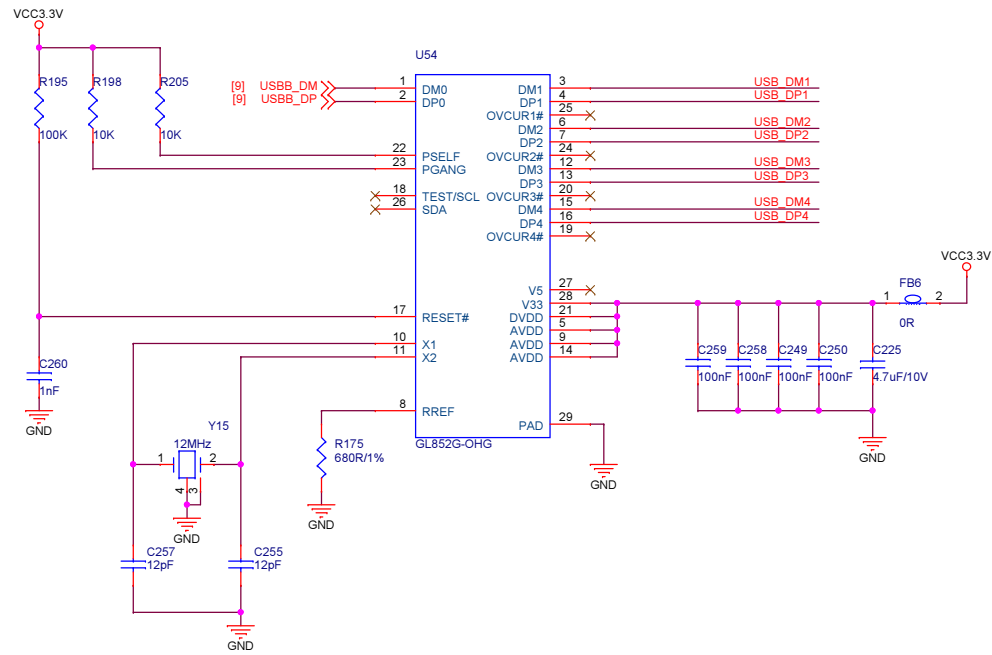 VCC3.3V
U54
R195
R198
R205
100K
10K
10K
[9] USBB_DM
[9] USBB_DP
1 DM0
2 DP0
22 PSELF
23 PGANG
18 TEST/SCL
26 SDA
17 RESET#
10 X1
11 X2
8 RREF
DM1 3 USB_DM1
DP1 4 USB_DP1
OVCUR1# 25
DM2 6 USB_DM2
DP2 7 USB_DP2
OVCUR2# 24
DM3 12 USB_DM3
DP3 13 USB_DP3
OVCUR3# 20
DM4 15 USB_DM4
DP4 16 USB_DP4
OVCUR4# 19
V5 27
V33 28
DVDD 21
AVDD 5
AVDD 9
AVDD 14
PAD 29
GL852G-OHG
VCC3.3V
FB6
1 2
0R
C259
100nF
C258
100nF
C249
100nF
C250
100nF
C225
4.7uF/10V
GND
GND
C260
1nF
GND
Y15
12MHz
1 2
4 3
GND
R175
680R/1%
GND
C257
12pF
C255
12pF
GND